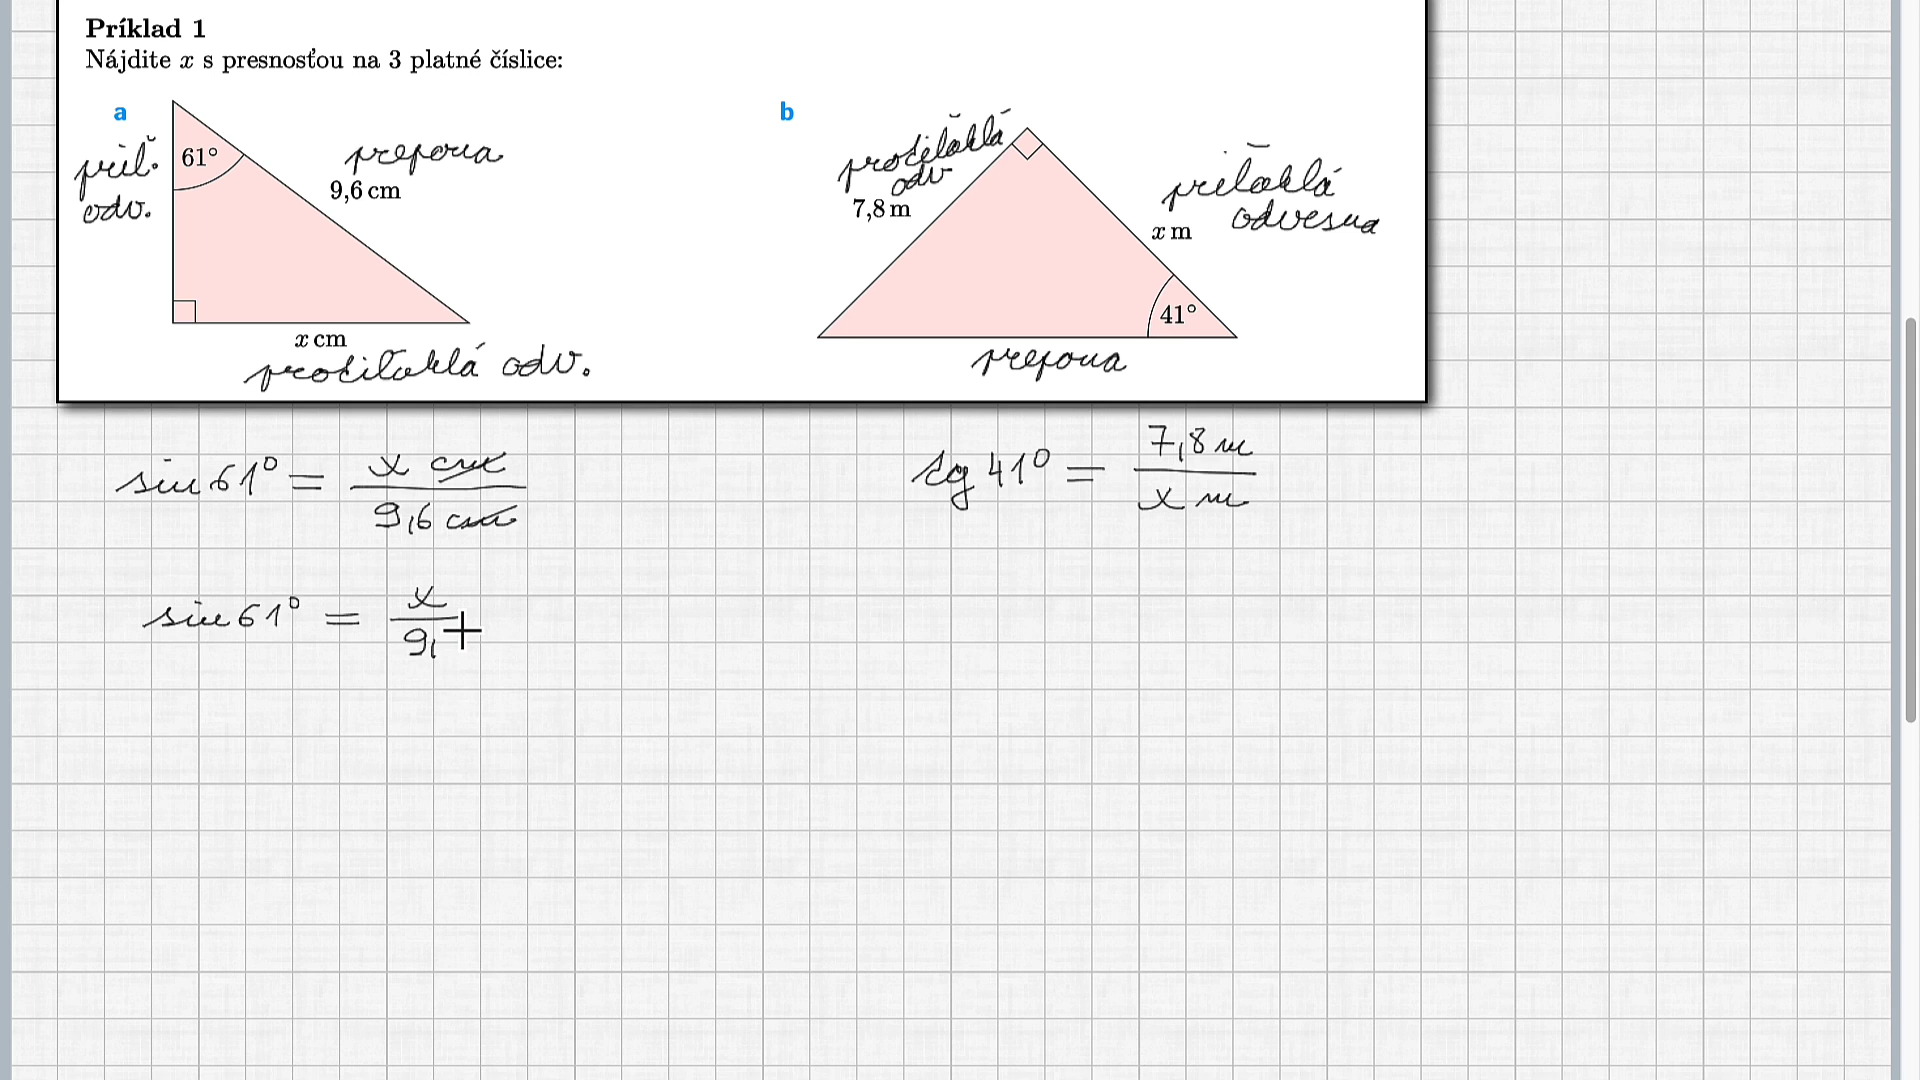 Príklad 1
Nájdite x s presnosťou na 3 platné číslice:
a
priľ.
odv.
61°
prepona
9,6 cm
x cm
protiľahlá odv.
b
protiľahlá
odv
7,8 m
priľahlá
odvesna
x m
41°
prepona
sin 61° = x cm / 9,6 cm
tg 41° = 7,8 m / x m
sin 61° = x / 9,